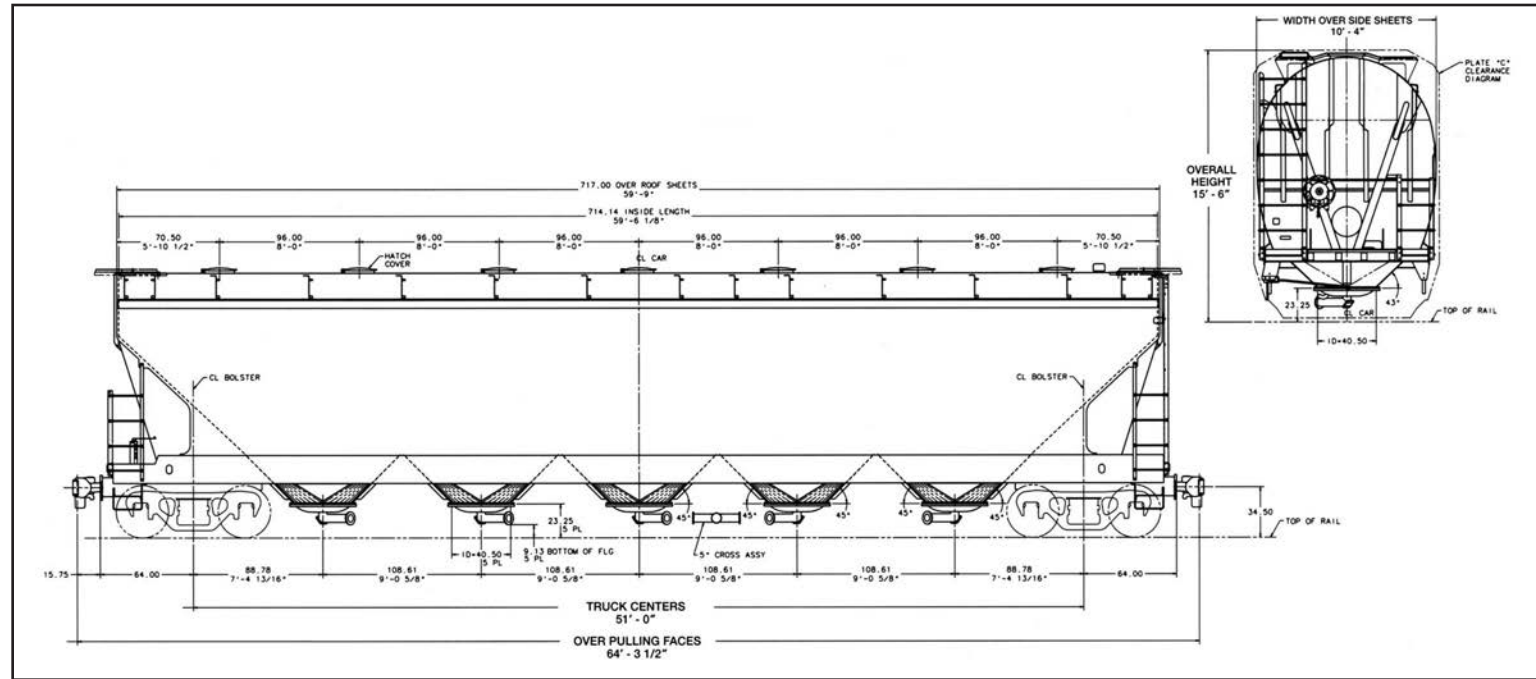 WIDTH OVER SIDE SHEETS
10' - 4"
PLATE "C"
CLEARANCE
DIAGRAM
OVERALL
HEIGHT
15' - 6"
23.25
43°
CL CAR
TOP OF RAIL
ID=40.50
717.00 OVER ROOF SHEETS
59'-9"
714.14 INSIDE LENGTH
59'-6 1/8"
70.50 96.00 96.00 96.00 96.00 96.00 96.00 70.50
5'-10 1/2" 8'-0" 8'-0" 8'-0" 8'-0" 8'-0" 8'-0" 5'-10 1/2"
HATCH
COVER
CL CAR
CL BOLSTER CL BOLSTER
45° 45° 45° 45° 45°
23.25
5 PL
34.50
TOP OF RAIL
ID=40.50
5 PL
9.13 BOTTOM OF FLG
5 PL
5" CROSS ASSY
15.75 64.00 88.78 108.61 108.61 108.61 108.61 88.78 64.00
7'-4 13/16" 9'-0 5/8" 9'-0 5/8" 9'-0 5/8" 9'-0 5/8" 7'-4 13/16"
TRUCK CENTERS
51' - 0"
OVER PULLING FACES
64' - 3 1/2"